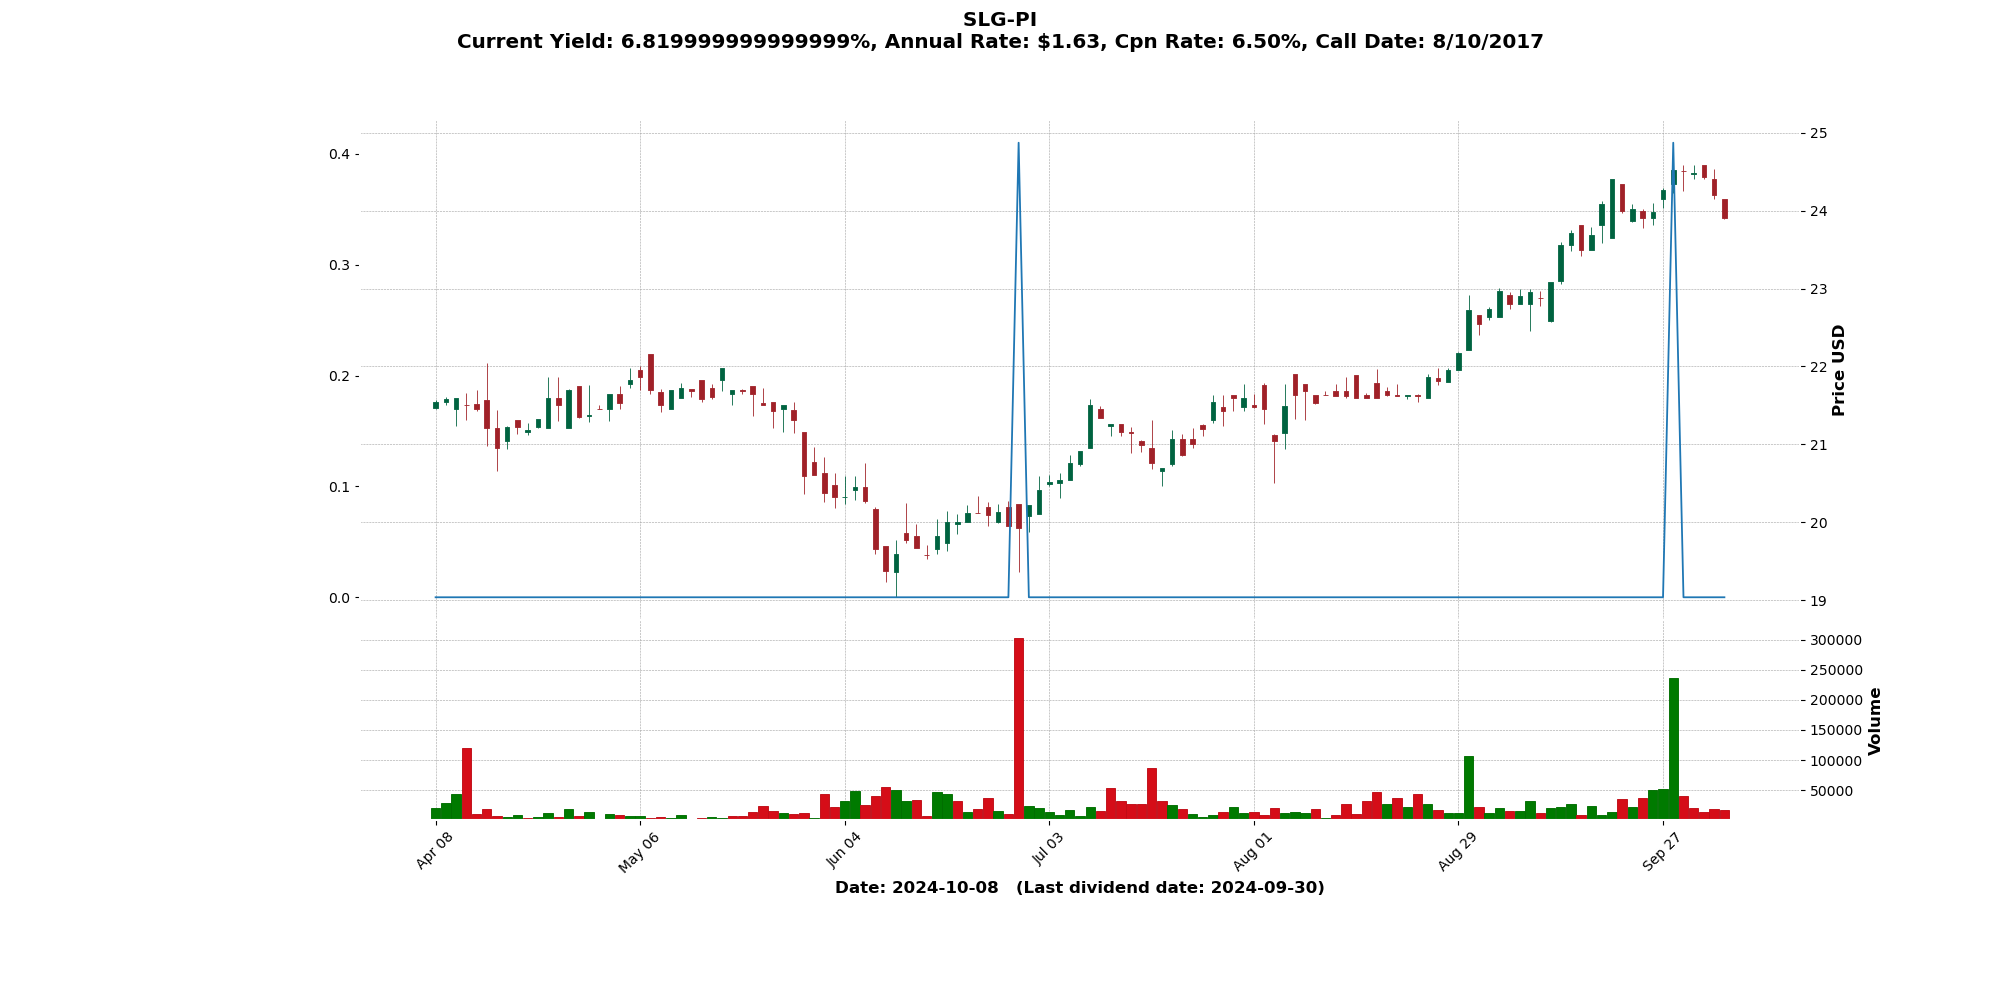 SLG-PI
Current Yield: 6.819999999999999%, Annual Rate: $1.63, Cpn Rate: 6.50%, Call Date: 8/10/2017
0.4
0.3
0.2
0.1
0.0
25
24
23
22
21
20
19
Price USD
300000
250000
200000
150000
100000
50000
Volume
Apr 08
May 06
Jun 04
Jul 03
Aug 01
Aug 29
Sep 27
Date: 2024-10-08 (Last dividend date: 2024-09-30)